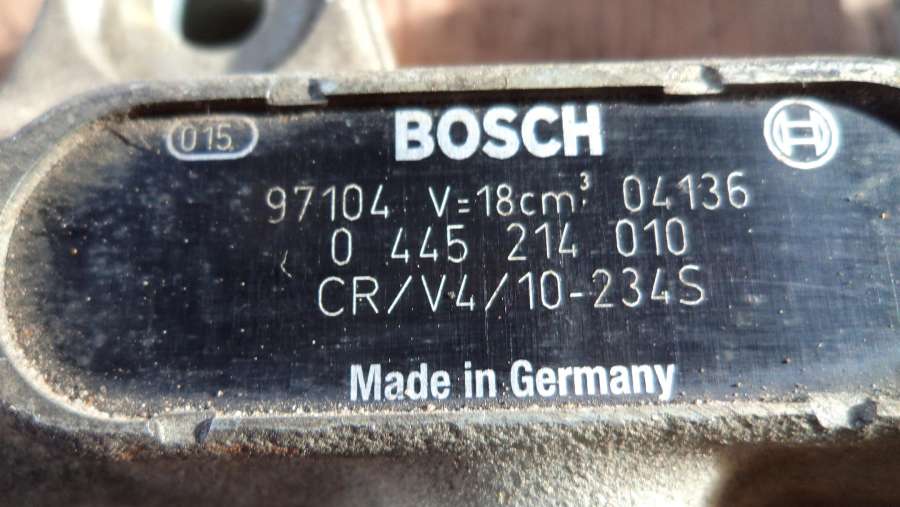 015
BOSCH
97104 V=18cm³ 04136
0 445 214 010
CR/V4/10-234S
Made in Germany